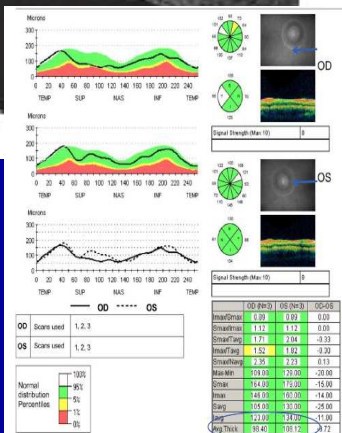 Microns
300
200
100
0
0 20 40 60 80 100 120 140 160 180 200 220 240
TEMP SUP NAS INF TEMP
OD
Signal Strength (Max 10)
Microns
300
200
100
0
0 20 40 60 80 100 120 140 160 180 200 220 240
TEMP SUP NAS INF TEMP
OS
Signal Strength (Max 10)
Microns
300
200
100
0
0 20 40 60 80 100 120 140 160 180 200 220 240
TEMP SUP NAS INF TEMP
OD OS
OD Scans used 1, 2, 3
OS Scans used 1, 2, 3
Normal
distribution
Percentiles
100%
95%
5%
1%
0%
OD (N=3) OS (N=3) OD-OS
Imax/Smax 0.89 0.89 0.00
Smax/Imax 1.12 1.12 0.00
Smax/Tavg 1.71 2.04 -0.33
Imax/Tavg 1.52 1.82 -0.30
Smax/Navg 2.35 2.23 0.13
Max-Min 109.00 129.00 -20.00
Smax 164.00 179.00 -15.00
Imax 146.00 160.00 -14.00
Savg 105.00 130.00 -25.00
Iavg 123.00 134.00 -11.00
Avg.Thick 98.40 108.12 -9.72